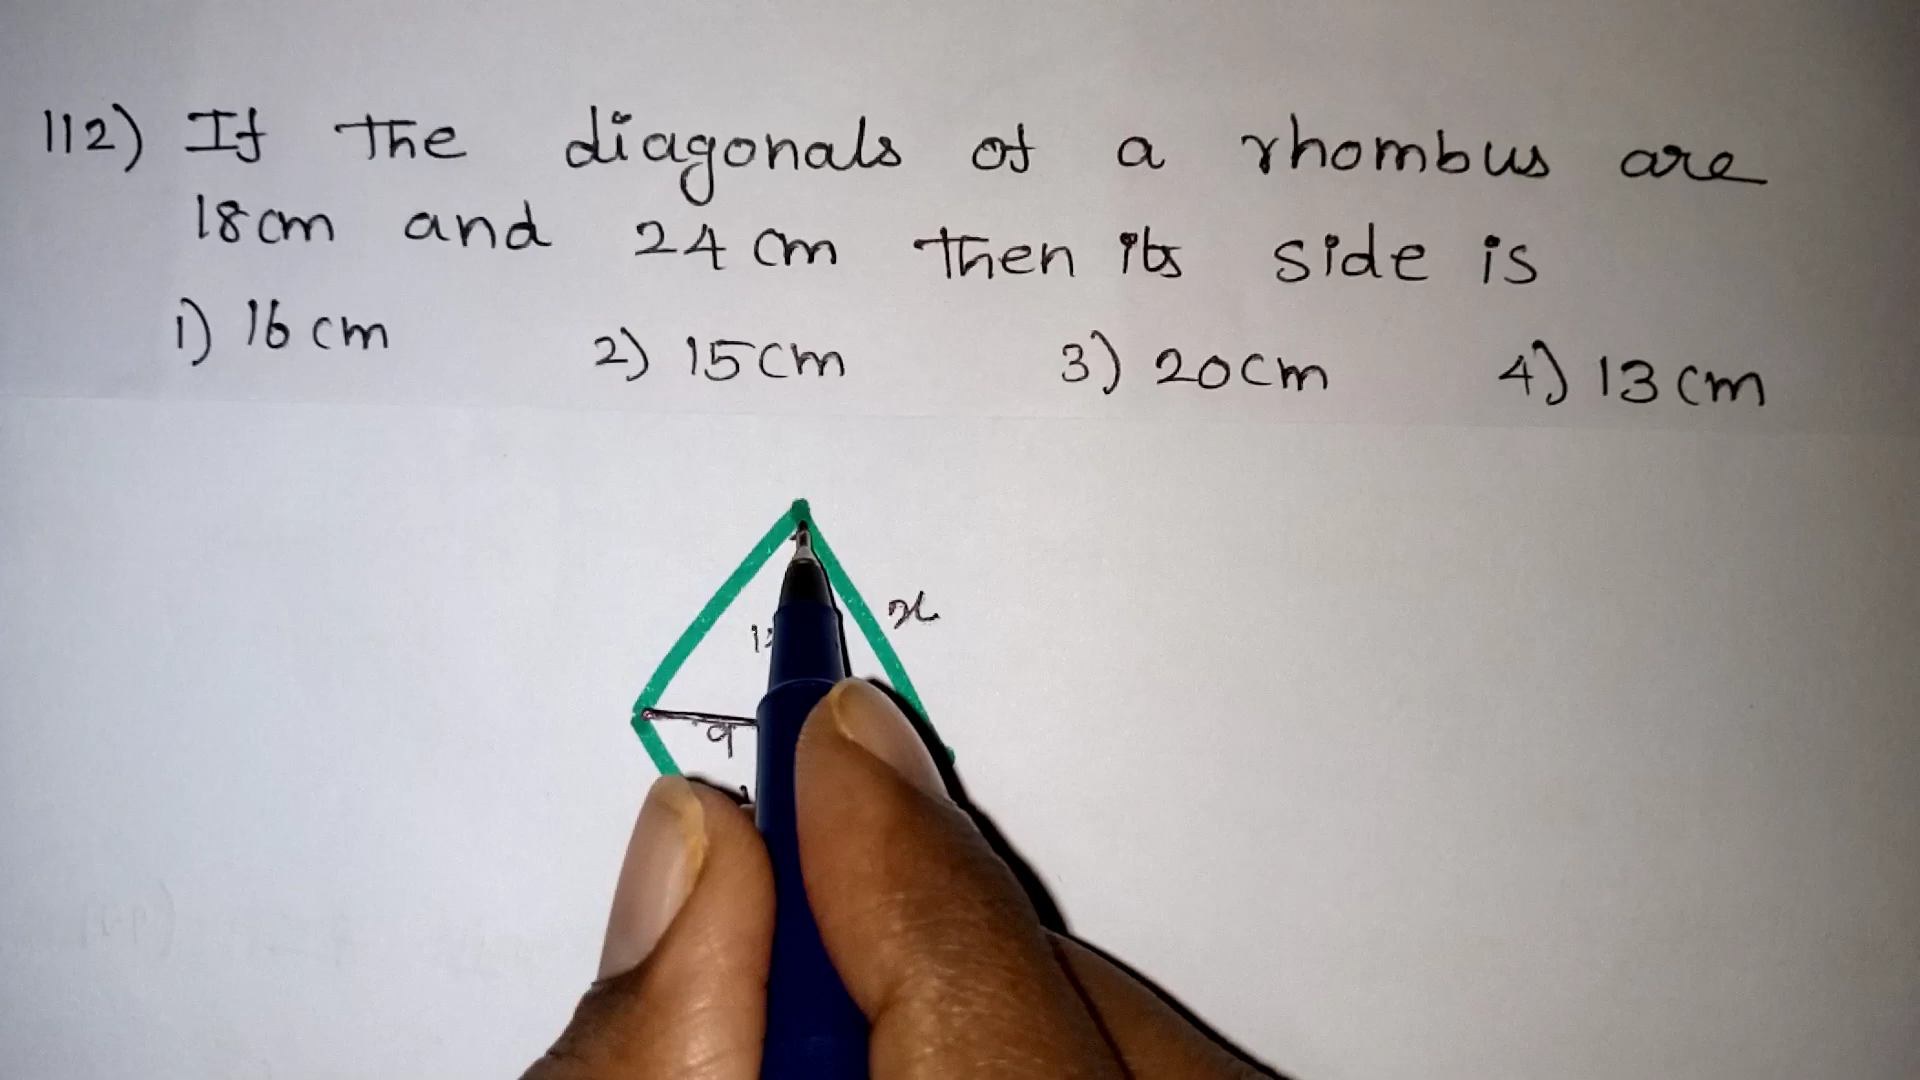 112) If the diagonals of a rhombus are
18cm and 24 cm then its side is
1) 16 cm 2) 15cm 3) 20cm 4) 13 cm
x
9